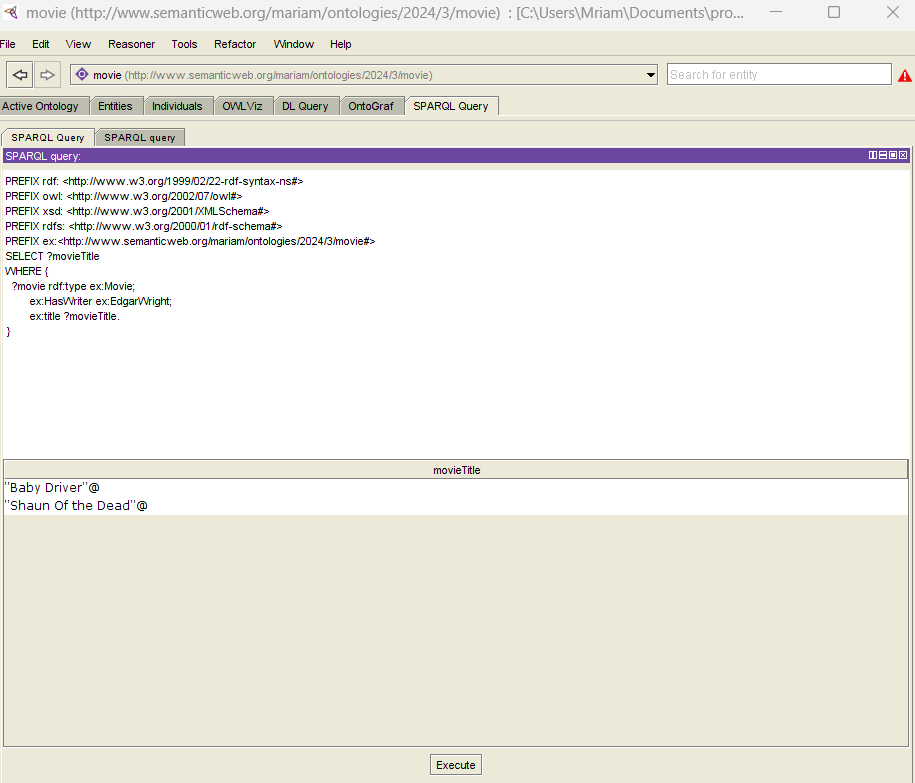 movie (http://www.semanticweb.org/mariam/ontologies/2024/3/movie) : [C:\Users\Mriam\Documents\pro...
File Edit View Reasoner Tools Refactor Window Help
movie (http://www.semanticweb.org/mariam/ontologies/2024/3/movie) Search for entity
Active Ontology Entities Individuals OWLViz DL Query OntoGraf SPARQL Query
SPARQL Query SPARQL query
SPARQL query:
PREFIX rdf: <http://www.w3.org/1999/02/22-rdf-syntax-ns#>
PREFIX owl: <http://www.w3.org/2002/07/owl#>
PREFIX xsd: <http://www.w3.org/2001/XMLSchema#>
PREFIX rdfs: <http://www.w3.org/2000/01/rdf-schema#>
PREFIX ex:<http://www.semanticweb.org/mariam/ontologies/2024/3/movie#>
SELECT ?movieTitle
WHERE {
?movie rdf:type ex:Movie;
ex:HasWriter ex:EdgarWright;
ex:title ?movieTitle.
}
movieTitle
"Baby Driver"@
"Shaun Of the Dead"@
Execute